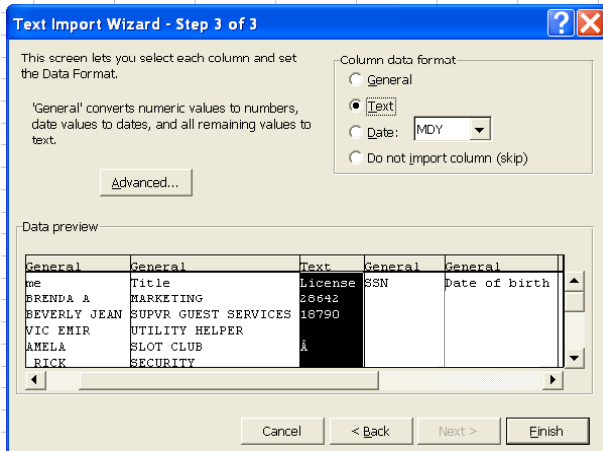 Text Import Wizard - Step 3 of 3
This screen lets you select each column and set
the Data Format.
'General' converts numeric values to numbers,
date values to dates, and all remaining values to
text.
Advanced...
Column data format
General
Text
Date: MDY
Do not import column (skip)
Data preview
General General Text General General
me Title License SSN Date of birth
BRENDA A MARKETING 28642
BEVERLY JEAN SUPVR GUEST SERVICES 18790
VIC EMIR UTILITY HELPER
AMELA SLOT CLUB Â
RICK SECURITY
Cancel < Back Next > Finish